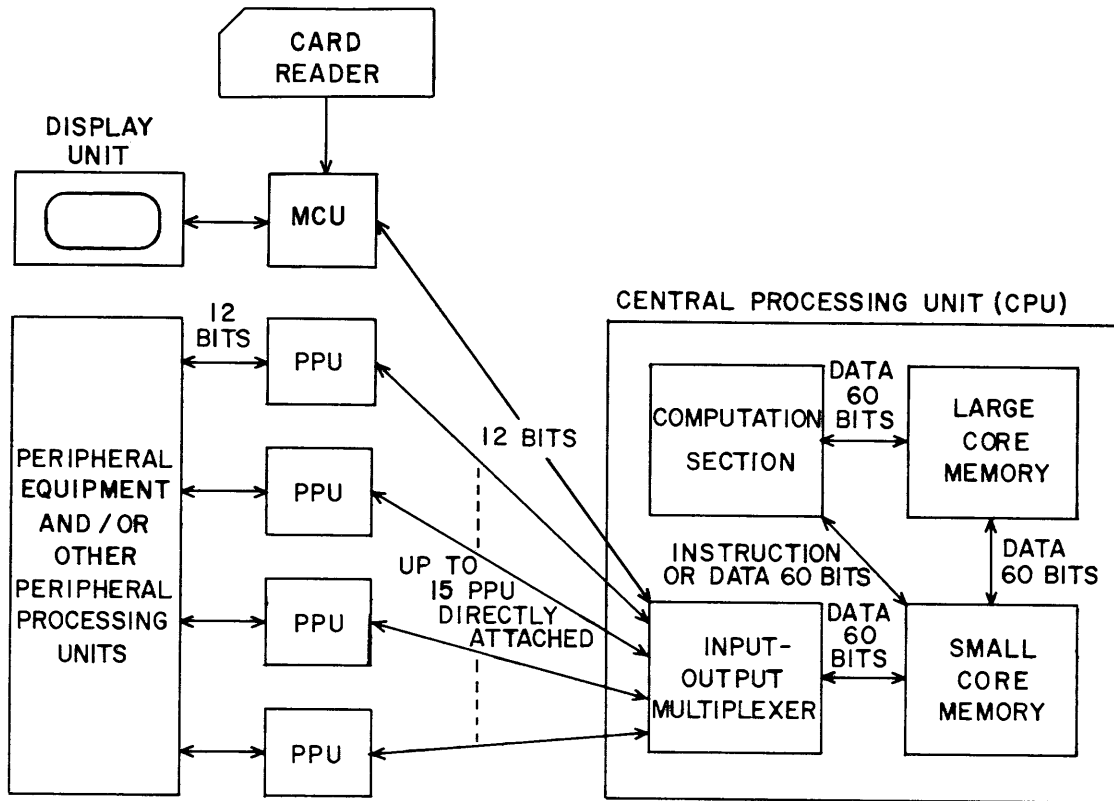 CARD
READER
DISPLAY
UNIT
MCU
12
BITS
PPU
PERIPHERAL
EQUIPMENT
AND/OR
OTHER
PERIPHERAL
PROCESSING
UNITS
PPU
PPU
PPU
12 BITS
UP TO
15 PPU
DIRECTLY
ATTACHED
CENTRAL PROCESSING UNIT (CPU)
COMPUTATION
SECTION
DATA
60
BITS
LARGE
CORE
MEMORY
INSTRUCTION
OR DATA 60 BITS
DATA
60 BITS
INPUT-
OUTPUT
MULTIPLEXER
DATA
60
BITS
SMALL
CORE
MEMORY